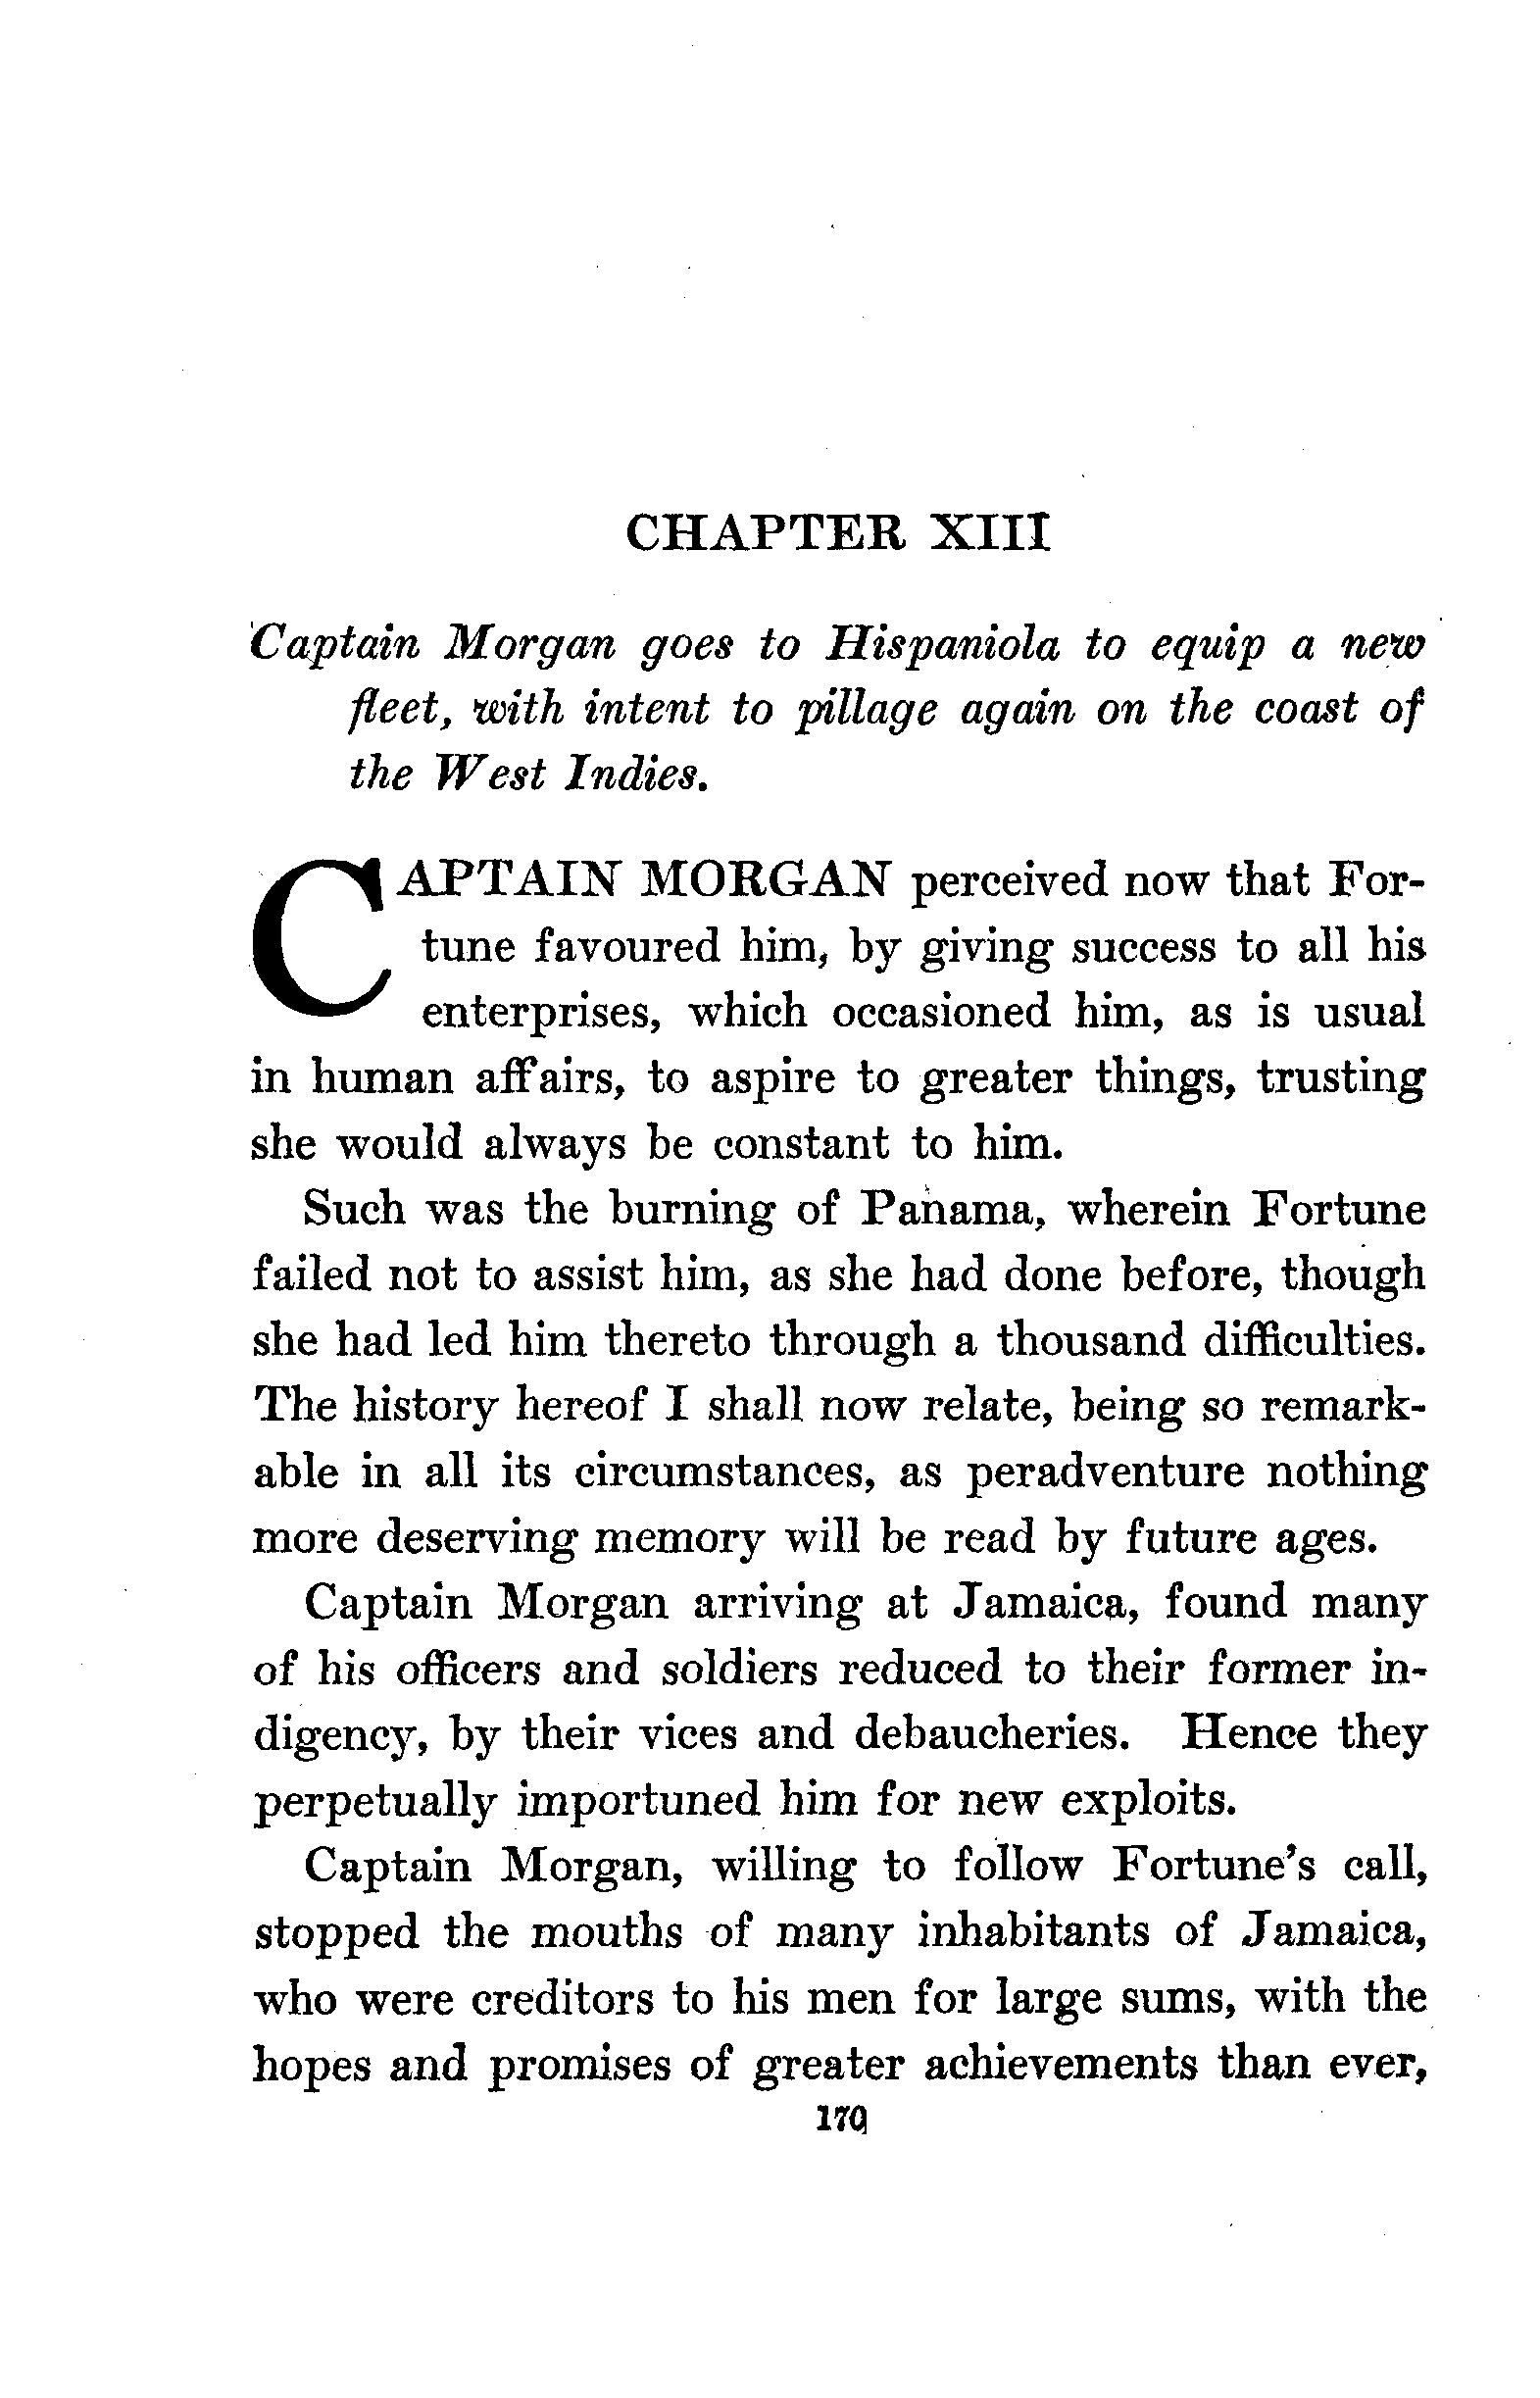 CHAPTER XIII
Captain Morgan goes to Hispaniola to equip a new
fleet, with intent to pillage again on the coast of
the West Indies.
CAPTAIN MORGAN perceived now that For-
tune favoured him, by giving success to all his
enterprises, which occasioned him, as is usual
in human affairs, to aspire to greater things, trusting
she would always be constant to him.
Such was the burning of Panama, wherein Fortune
failed not to assist him, as she had done before, though
she had led him thereto through a thousand difficulties.
The history hereof I shall now relate, being so remark-
able in all its circumstances, as peradventure nothing
more deserving memory will be read by future ages.
Captain Morgan arriving at Jamaica, found many
of his officers and soldiers reduced to their former in-
digency, by their vices and debaucheries. Hence they
perpetually importuned him for new exploits.
Captain Morgan, willing to follow Fortune's call,
stopped the mouths of many inhabitants of Jamaica,
who were creditors to his men for large sums, with the
hopes and promises of greater achievements than ever,
170